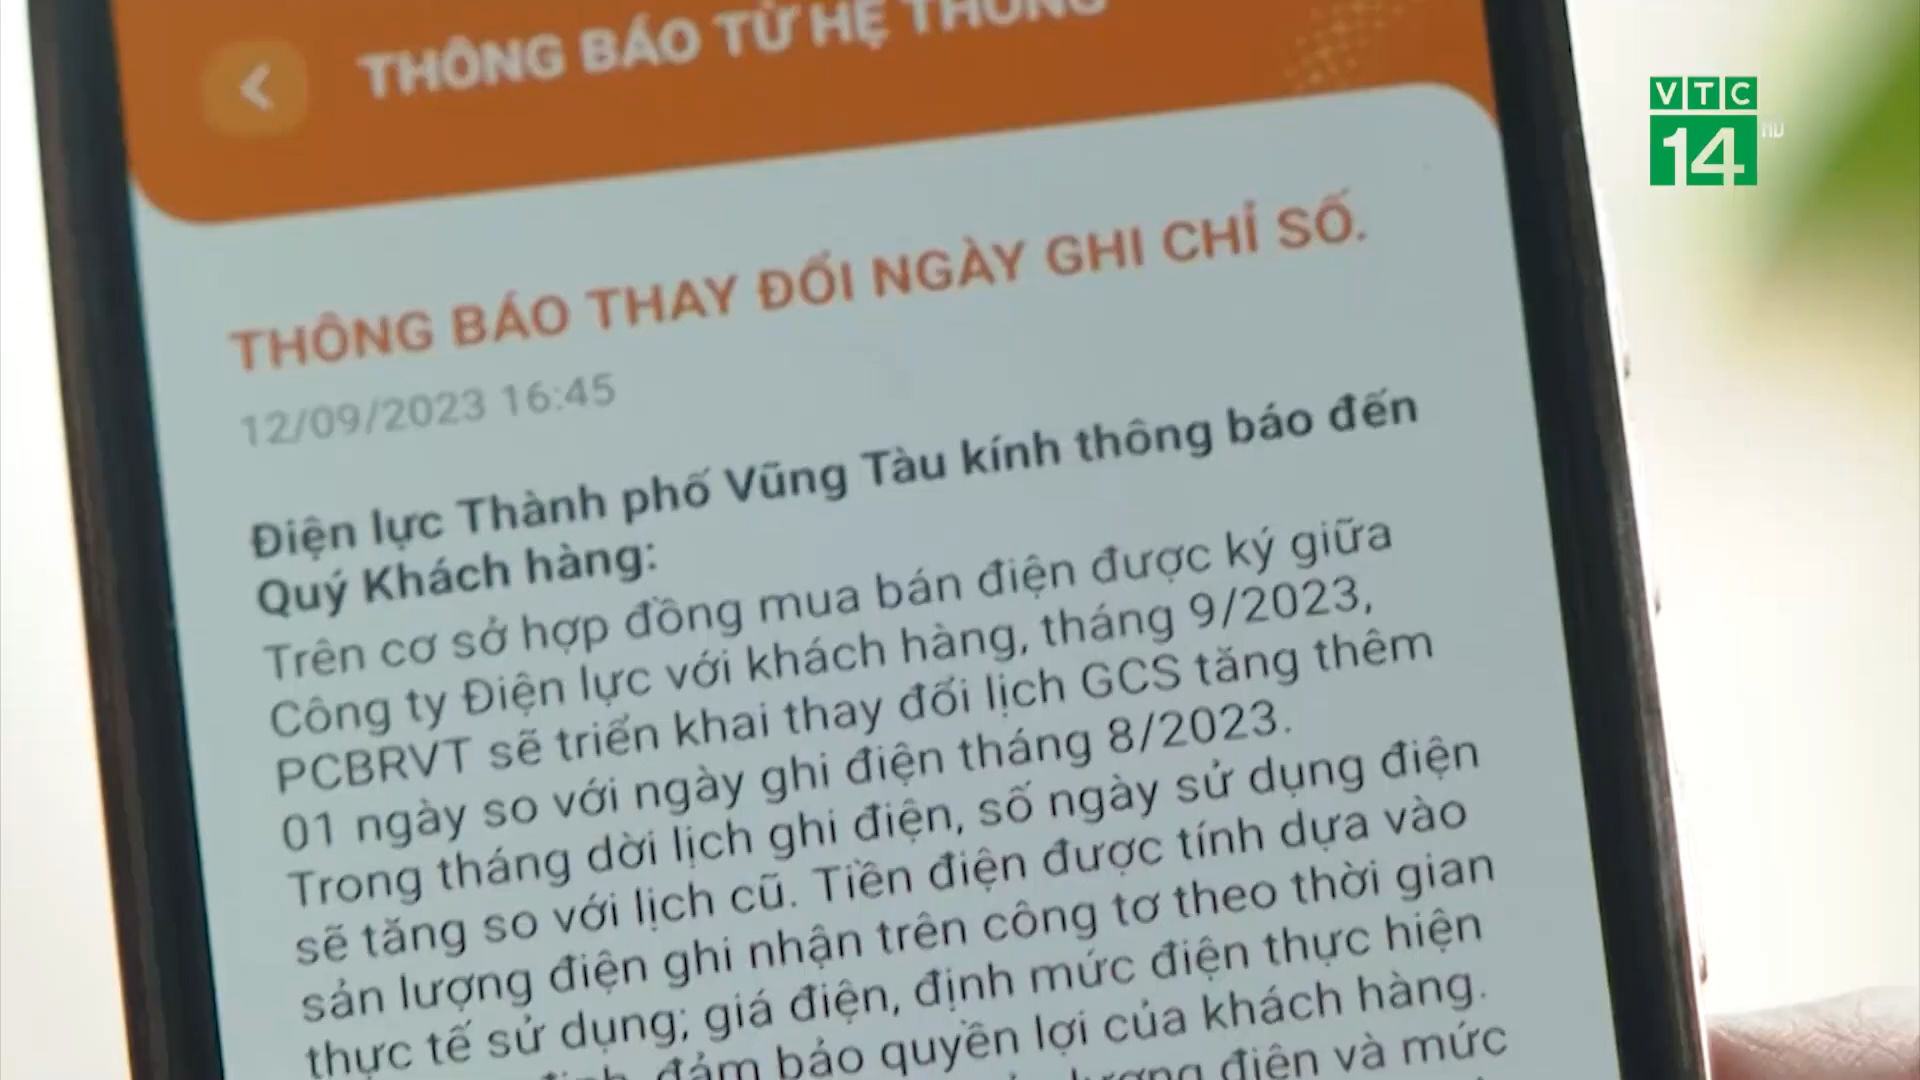 THÔNG BÁO TỪ HỆ THỐNG
VTC
14
HD
THÔNG BÁO THAY ĐỔI NGÀY GHI CHỈ SỐ.
12/09/2023 16:45
Điện lực Thành phố Vũng Tàu kính thông báo đến
Quý Khách hàng:
Trên cơ sở hợp đồng mua bán điện được ký giữa
Công ty Điện lực với khách hàng, tháng 9/2023,
PCBRVT sẽ triển khai thay đổi lịch GCS tăng thêm
01 ngày so với ngày ghi điện tháng 8/2023.
Trong tháng dời lịch ghi điện, số ngày sử dụng điện
sẽ tăng so với lịch cũ. Tiền điện được tính dựa vào
sản lượng điện ghi nhận trên công tơ theo thời gian
thực tế sử dụng; giá điện, định mức điện thực hiện
đảm bảo quyền lợi của khách hàng.
điện và mức